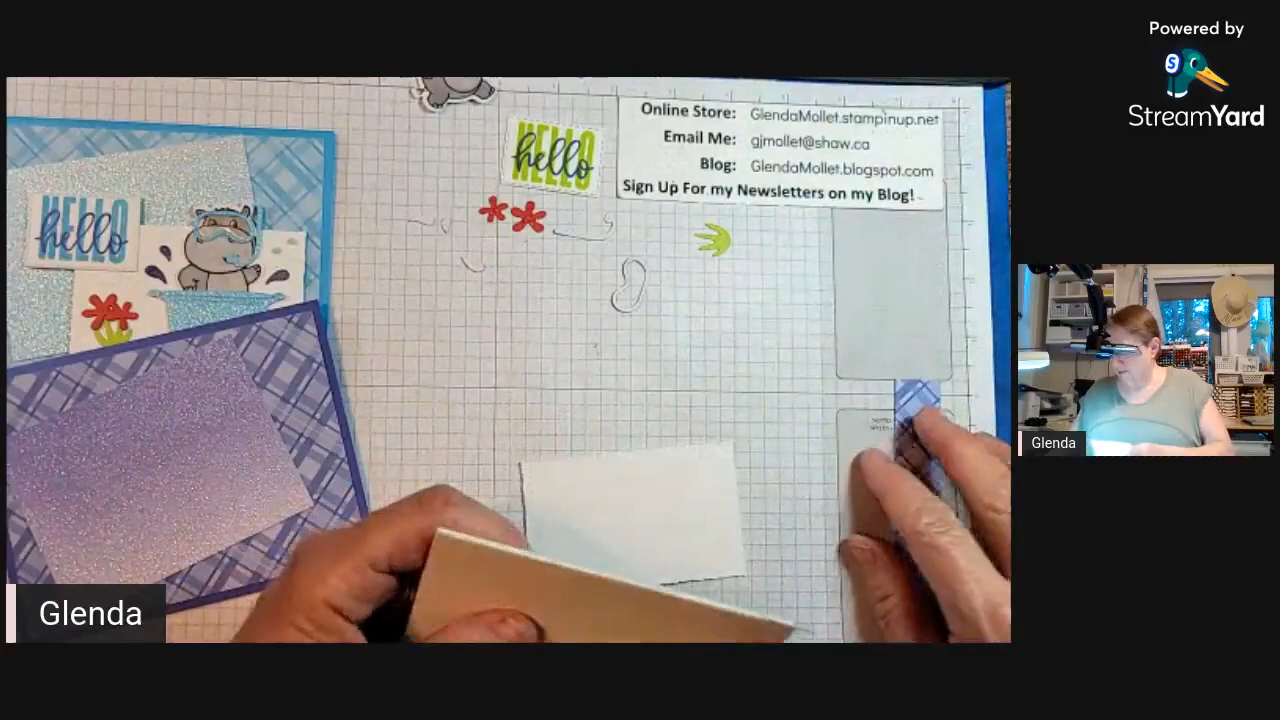 Powered by
S
StreamYard
Online Store: GlendaMollet.stampinup.net
Email Me: gjmollet@shaw.ca
Blog: GlendaMollet.blogspot.com
Sign Up For my Newsletters on my Blog!
HELLO
hello
HELLO
hello
Glenda
Glenda